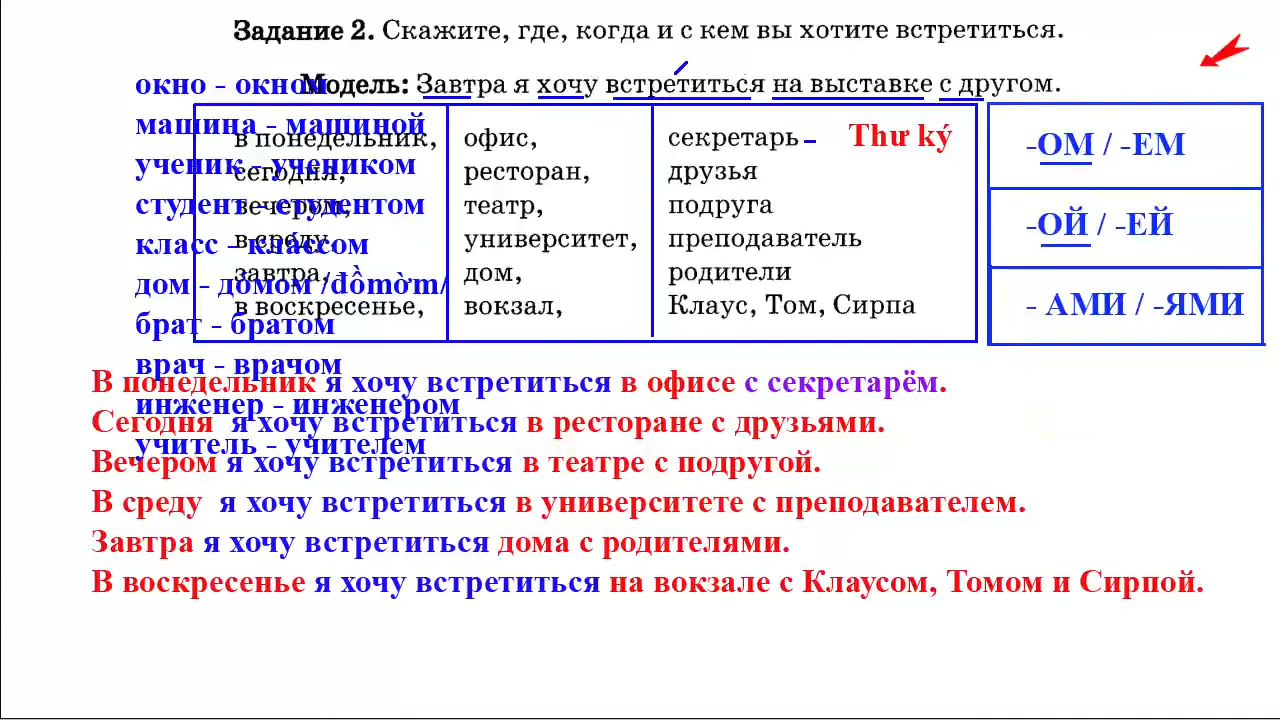 Задание 2. Скажите, где, когда и с кем вы хотите встретиться.
Модель: Завтра я хочу встретиться на выставке с другом.
окно - окном
машина - машиной
ученик - учеником
студент - студентом
класс - кла́ссом
дом - до́мом /đồmờm/
брат - братом
врач - врачом
инженер - инженером
учитель - учителем
в понедельник,
сегодня,
вечером,
в среду,
завтра,
в воскресенье,
офис,
ресторан,
театр,
университет,
дом,
вокзал,
секретарь - Thư ký
друзья
подруга
преподаватель
родители
Клаус, Том, Сирпа
-ОМ / -ЕМ
-ОЙ / -ЕЙ
- АМИ / -ЯМИ
В понедельник я хочу встретиться в офисе с секретарём.
Сегодня я хочу встретиться в ресторане с друзьями.
Вечером я хочу встретиться в театре с подругой.
В среду я хочу встретиться в университете с преподавателем.
Завтра я хочу встретиться дома с родителями.
В воскресенье я хочу встретиться на вокзале с Клаусом, Томом и Сирпой.